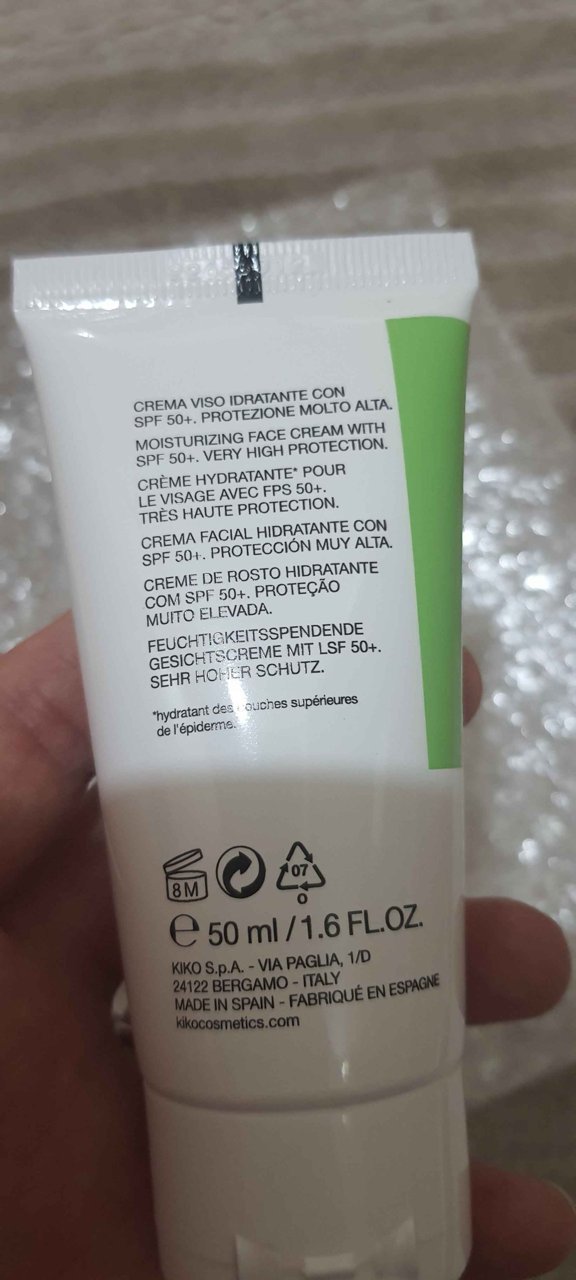 CREMA VISO IDRATANTE CON
SPF 50+. PROTEZIONE MOLTO ALTA.
MOISTURIZING FACE CREAM WITH
SPF 50+. VERY HIGH PROTECTION.
CRÈME HYDRATANTE* POUR
LE VISAGE AVEC FPS 50+.
TRÈS HAUTE PROTECTION.
CREMA FACIAL HIDRATANTE CON
SPF 50+. PROTECCIÓN MUY ALTA.
CREME DE ROSTO HIDRATANTE
COM SPF 50+. PROTEÇÃO
MUITO ELEVADA.
FEUCHTIGKEITSSPENDENDE
GESICHTSCREME MIT LSF 50+.
SEHR HOHER SCHUTZ.
*hydratant des couches supérieures
de l'épiderme.
8M
07
O
e 50 ml / 1.6 FL.OZ.
KIKO S.p.A. - VIA PAGLIA, 1/D
24122 BERGAMO - ITALY
MADE IN SPAIN - FABRIQUÉ EN ESPAGNE
kikocosmetics.com